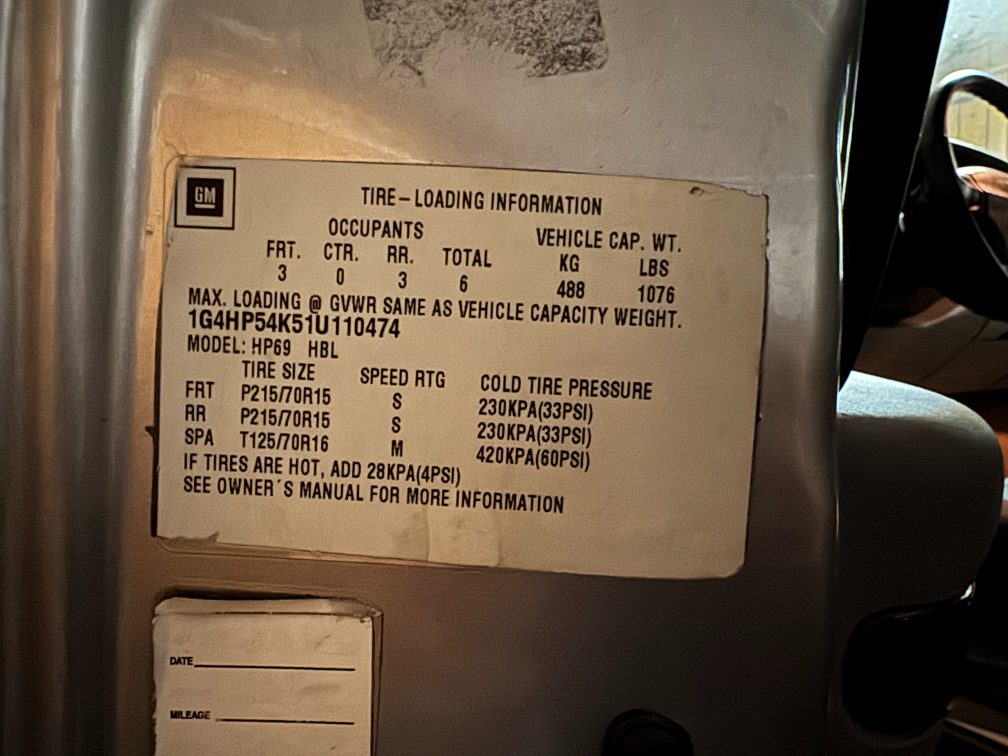 GM
TIRE-LOADING INFORMATION
OCCUPANTS VEHICLE CAP. WT.
FRT. CTR. RR. TOTAL KG LBS
3 0 3 6 488 1076
MAX. LOADING @ GVWR SAME AS VEHICLE CAPACITY WEIGHT.
1G4HP54K51U110474
MODEL: HP69 HBL
TIRE SIZE SPEED RTG COLD TIRE PRESSURE
FRT P215/70R15 S 230KPA(33PSI)
RR P215/70R15 S 230KPA(33PSI)
SPA T125/70R16 M 420KPA(60PSI)
IF TIRES ARE HOT, ADD 28KPA(4PSI)
SEE OWNER´S MANUAL FOR MORE INFORMATION
DATE
MILEAGE